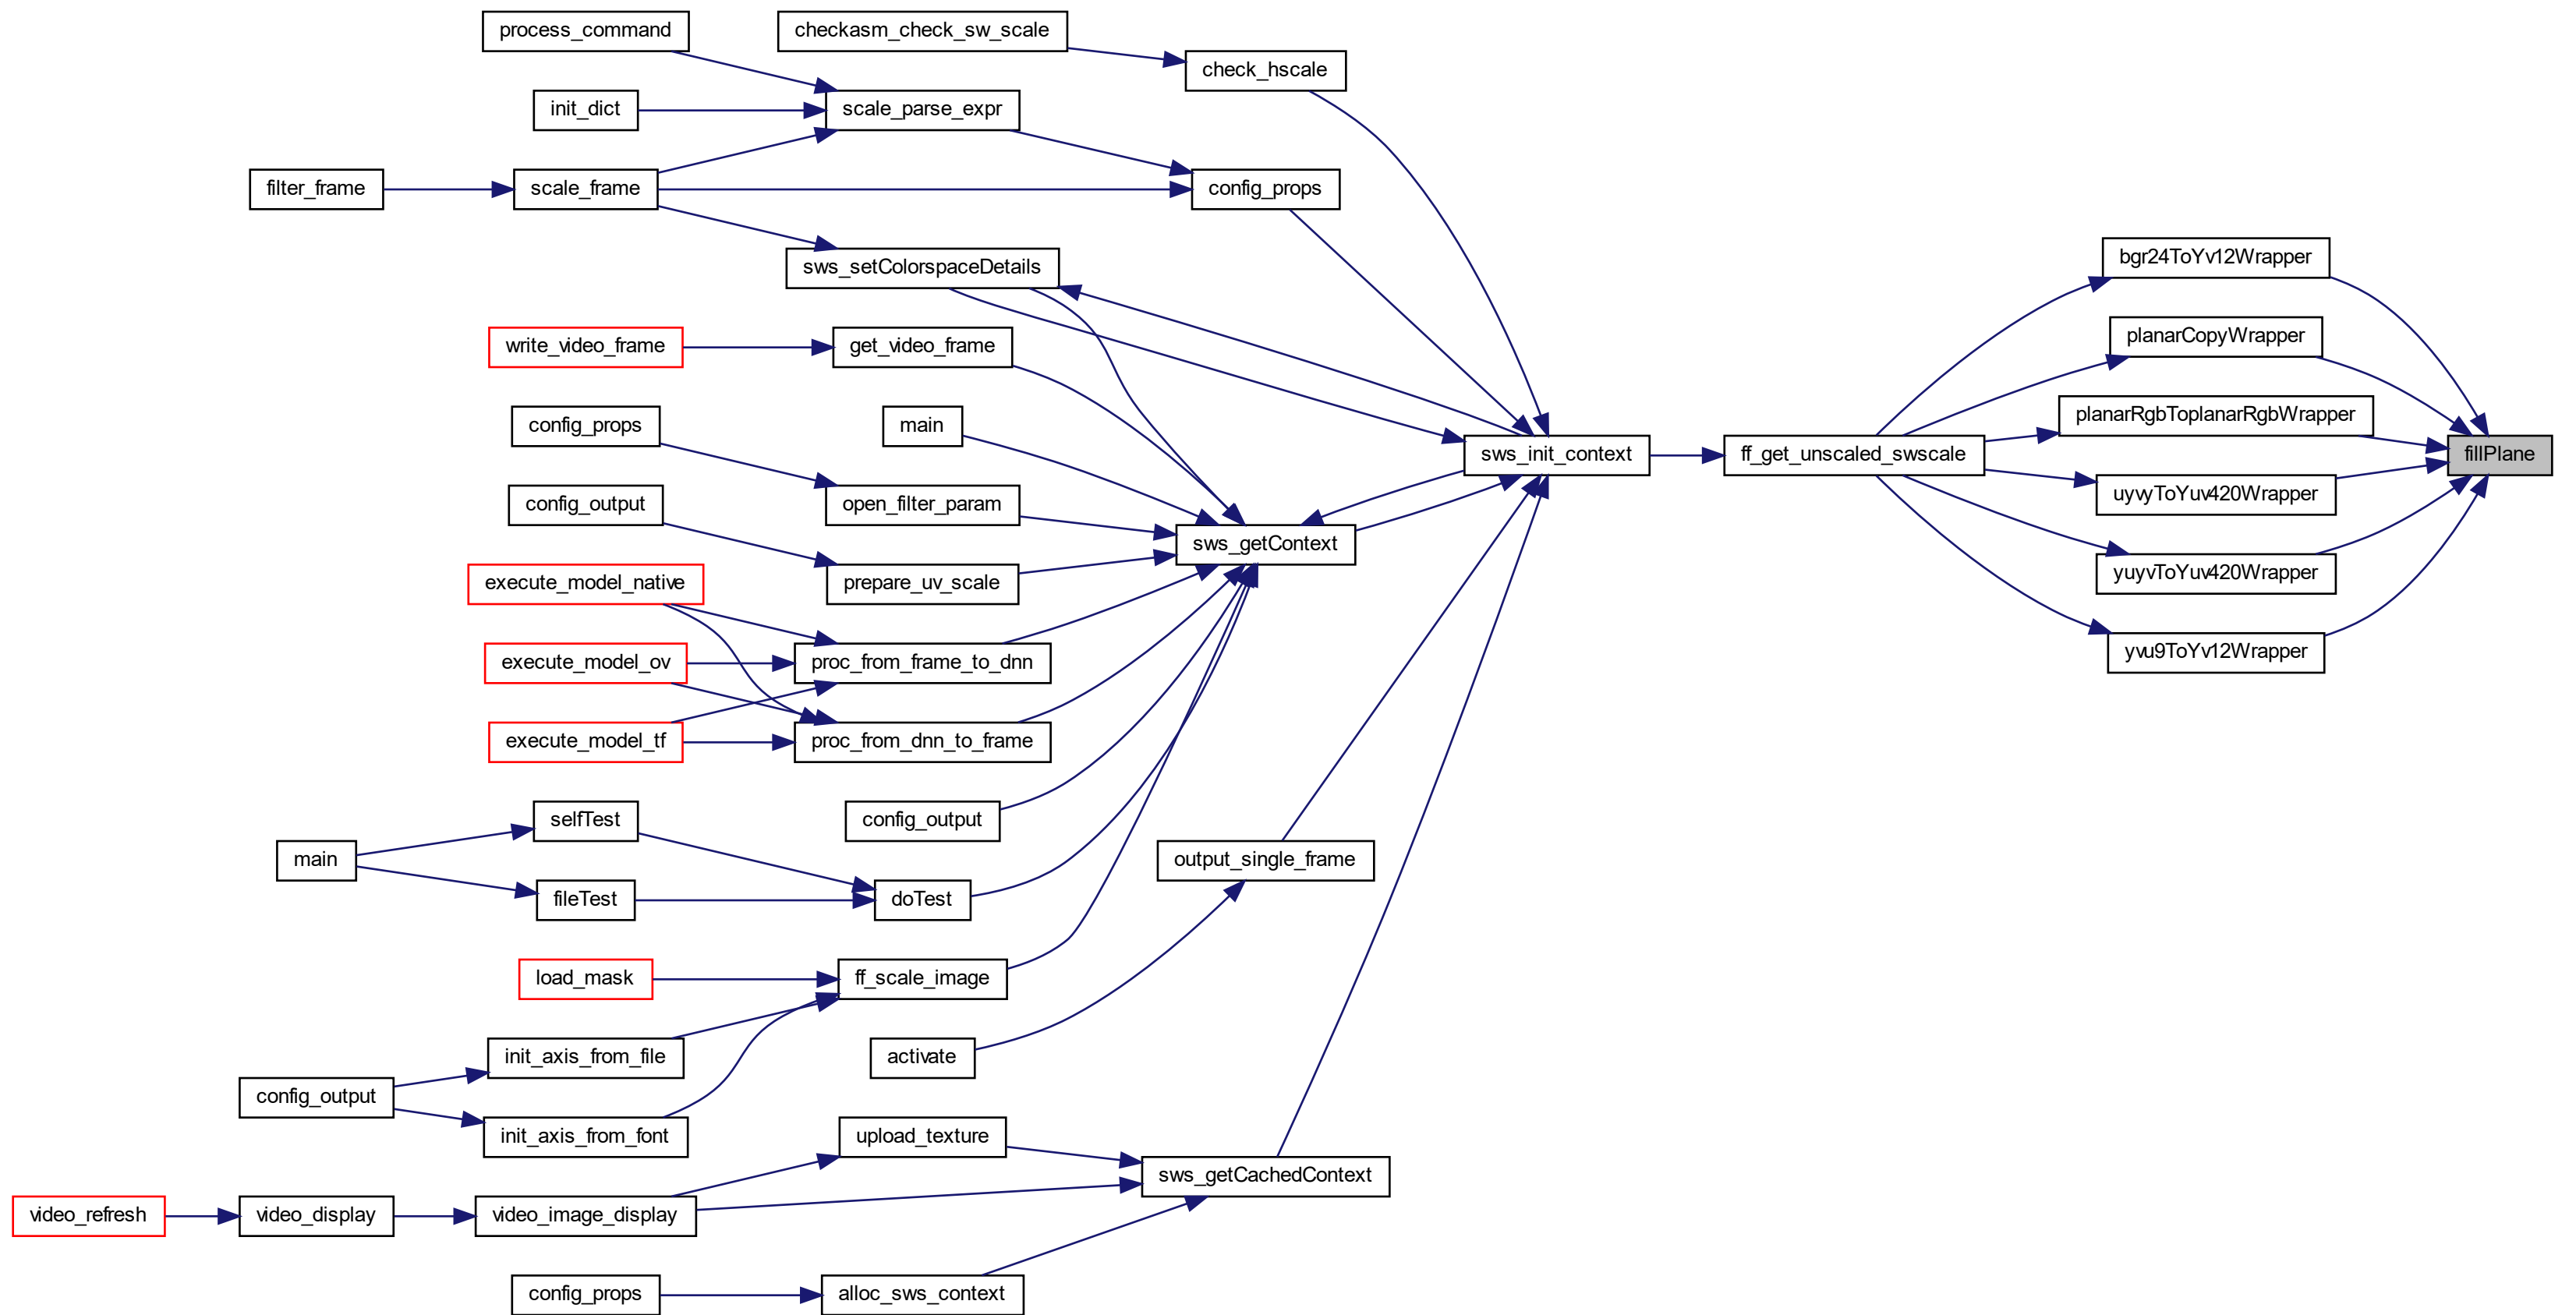 process_command
checkasm_check_sw_scale
check_hscale
init_dict
scale_parse_expr
filter_frame
scale_frame
config_props
sws_setColorspaceDetails
bgr24ToYv12Wrapper
write_video_frame
get_video_frame
planarCopyWrapper
config_props
main
planarRgbToplanarRgbWrapper
sws_init_context
ff_get_unscaled_swscale
fillPlane
config_output
open_filter_param
uyvyToYuv420Wrapper
sws_getContext
execute_model_native
prepare_uv_scale
yuyvToYuv420Wrapper
execute_model_ov
proc_from_frame_to_dnn
yvu9ToYv12Wrapper
execute_model_tf
proc_from_dnn_to_frame
selfTest
config_output
main
output_single_frame
fileTest
doTest
load_mask
ff_scale_image
init_axis_from_file
activate
config_output
init_axis_from_font
upload_texture
sws_getCachedContext
video_refresh
video_display
video_image_display
config_props
alloc_sws_context